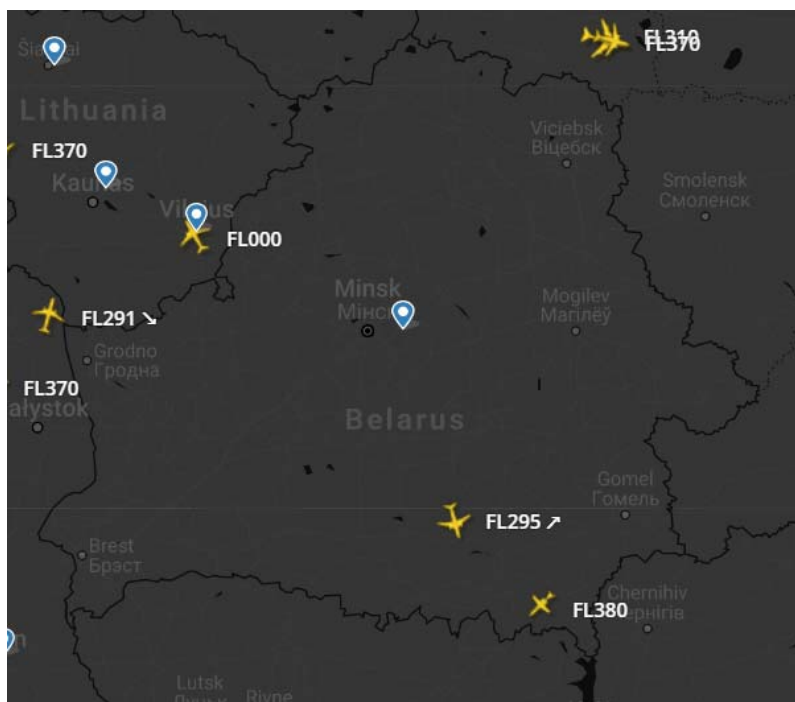 FL310
FL370
Lithuania
Viciebsk
Віцебск
FL370
Kaunas
Smolensk
Смоленск
Vilnius
FL000
Minsk
Мінск
Mogilev
Магілёў
FL291 ↘
Grodno
Гродна
FL370
ałystok
Belarus
Gomel
Гомель
FL295 ↗
Brest
Брэст
Chernihiv
FL380
Lutsk
Rivne